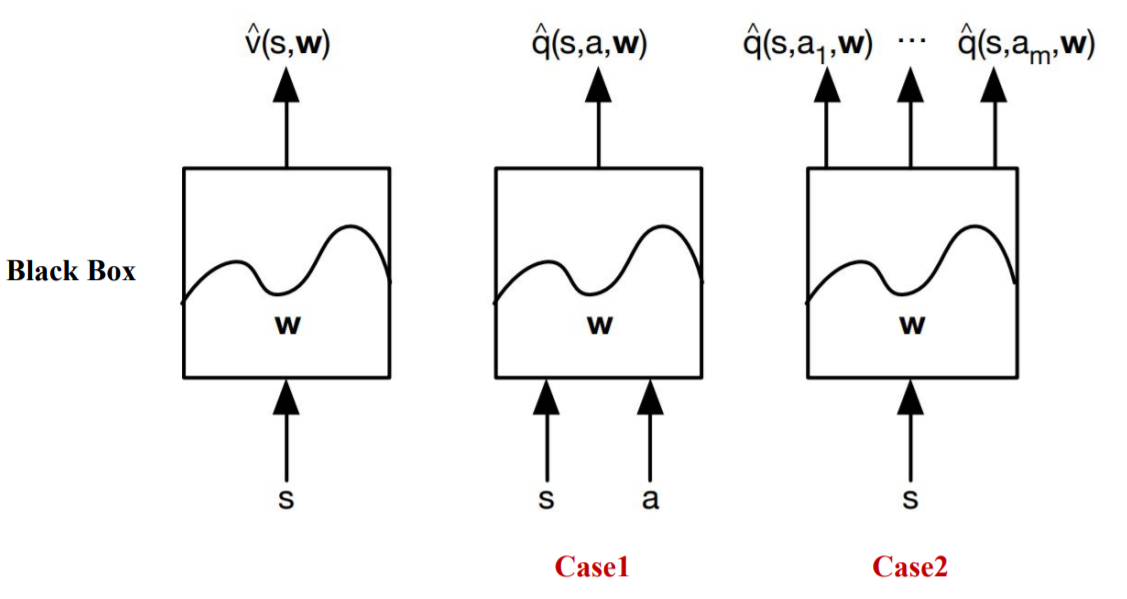 v̂(s,w) q̂(s,a,w) q̂(s,a₁,w) ⋯ q̂(s,aₘ,w)
Black Box
w w w
s s a s
Case1 Case2